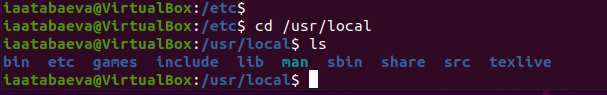 iaatabaeva@VirtualBox:/etc$
iaatabaeva@VirtualBox:/etc$ cd /usr/local
iaatabaeva@VirtualBox:/usr/local$ ls
bin etc games include lib man sbin share src texlive
iaatabaeva@VirtualBox:/usr/local$